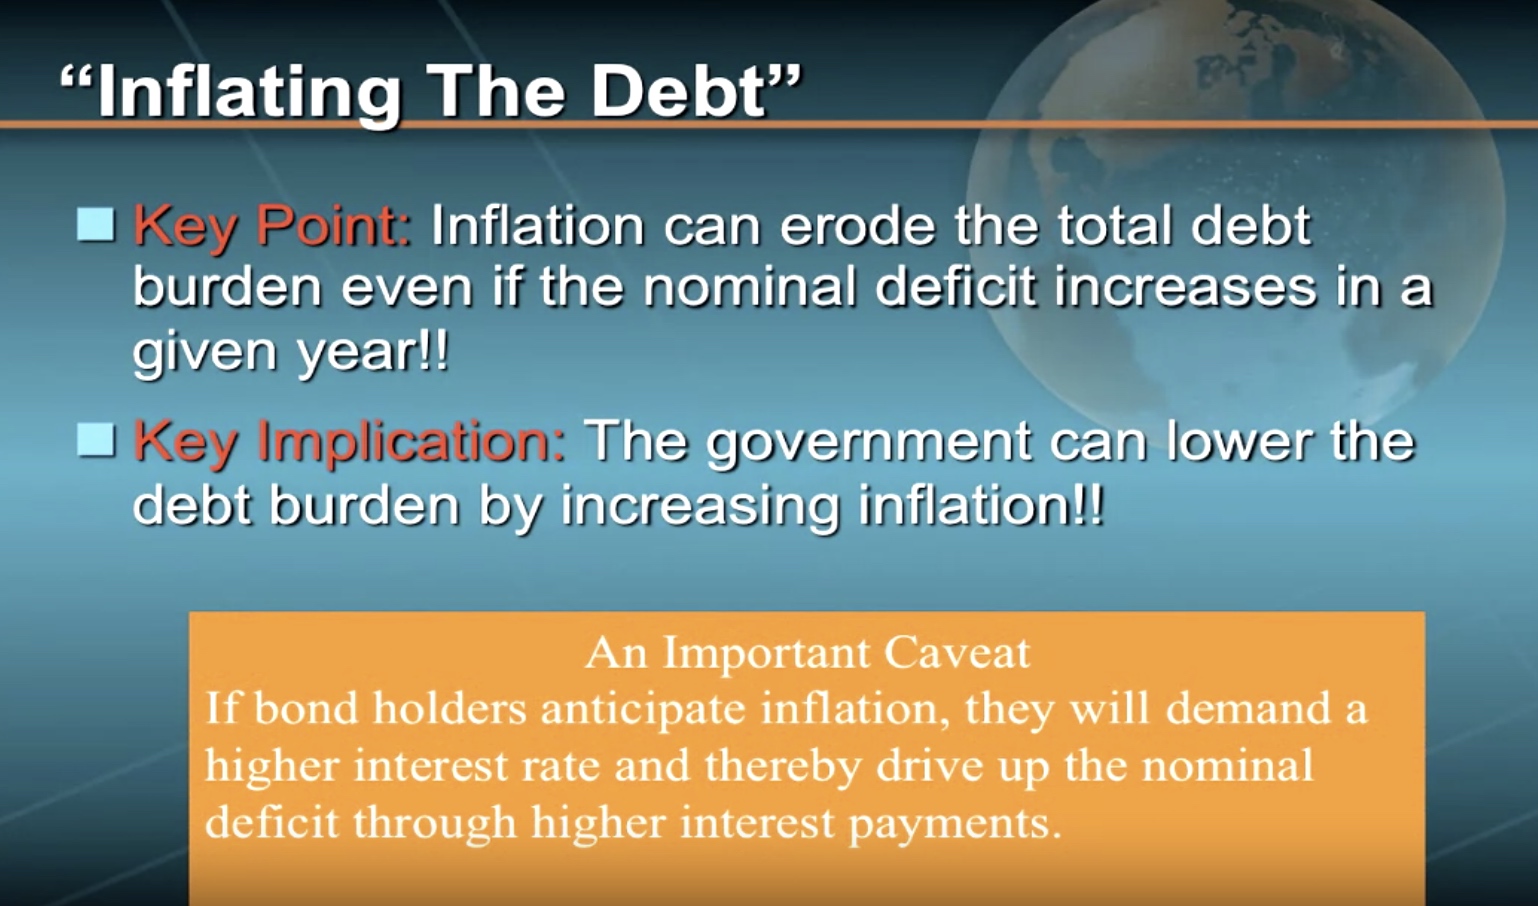 “Inflating The Debt”
Key Point: Inflation can erode the total debt
burden even if the nominal deficit increases in a
given year!!
Key Implication: The government can lower the
debt burden by increasing inflation!!
An Important Caveat
If bond holders anticipate inflation, they will demand a
higher interest rate and thereby drive up the nominal
deficit through higher interest payments.